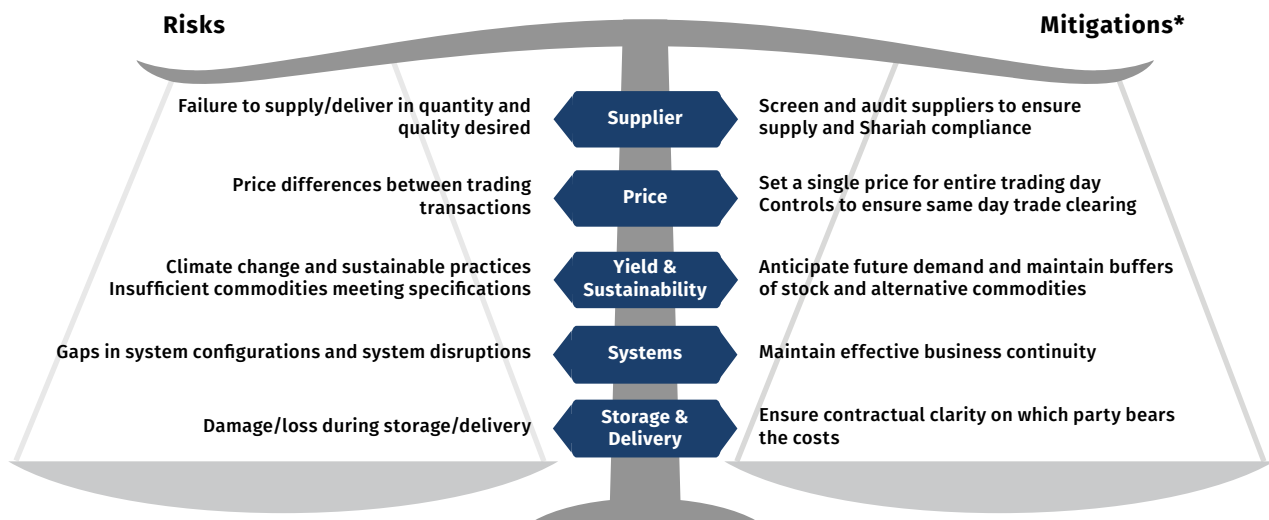 Risks
Mitigations*
Failure to supply/deliver in quantity and
quality desired
Supplier
Screen and audit suppliers to ensure
supply and Shariah compliance
Price differences between trading
transactions
Price
Set a single price for entire trading day
Controls to ensure same day trade clearing
Climate change and sustainable practices
Insufficient commodities meeting specifications
Yield &
Sustainability
Anticipate future demand and maintain buffers
of stock and alternative commodities
Gaps in system configurations and system disruptions
Systems
Maintain effective business continuity
Damage/loss during storage/delivery
Storage &
Delivery
Ensure contractual clarity on which party bears
the costs